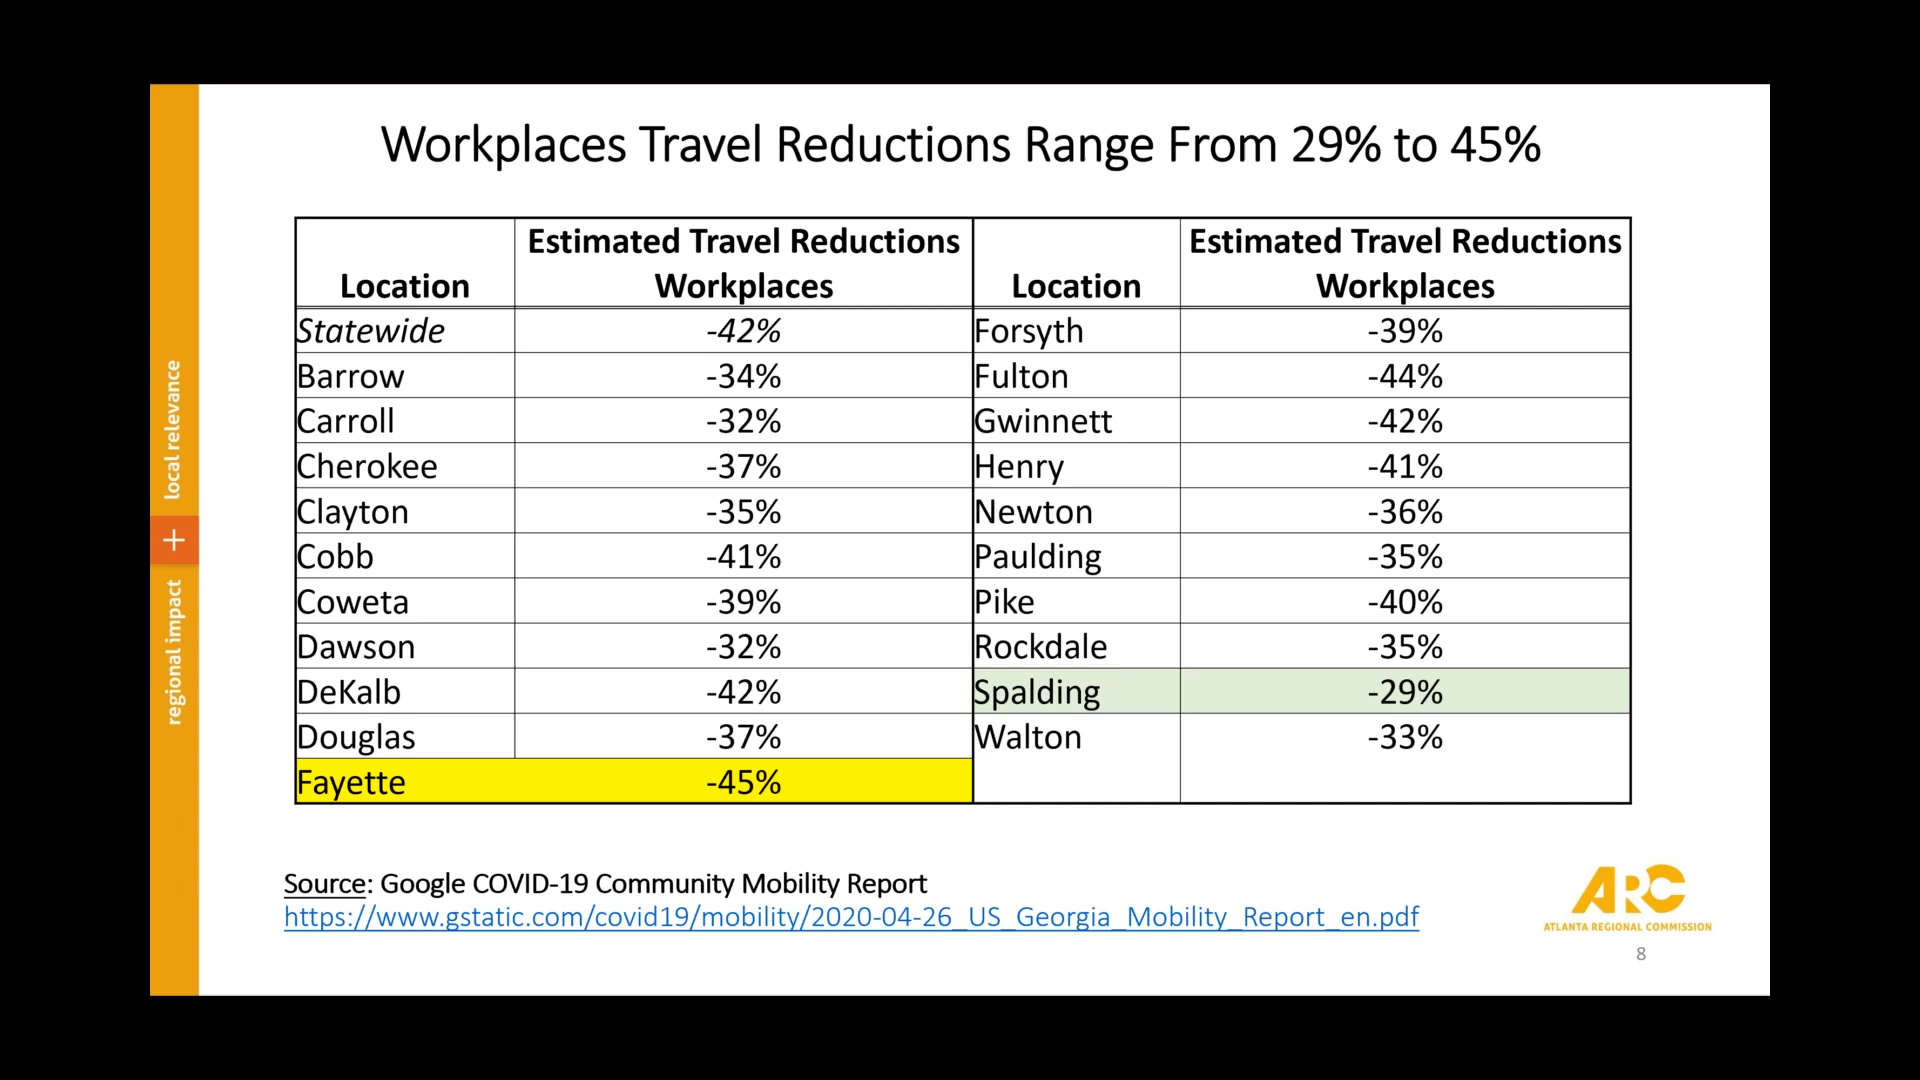 Workplaces Travel Reductions Range From 29% to 45%
Location Estimated Travel Reductions Workplaces Location Estimated Travel Reductions Workplaces
Statewide -42% Forsyth -39%
Barrow -34% Fulton -44%
Carroll -32% Gwinnett -42%
Cherokee -37% Henry -41%
Clayton -35% Newton -36%
Cobb -41% Paulding -35%
Coweta -39% Pike -40%
Dawson -32% Rockdale -35%
DeKalb -42% Spalding -29%
Douglas -37% Walton -33%
Fayette -45%
Source: Google COVID-19 Community Mobility Report
https://www.gstatic.com/covid19/mobility/2020-04-26_US_Georgia_Mobility_Report_en.pdf
regional impact + local relevance
ARC
ATLANTA REGIONAL COMMISSION
8